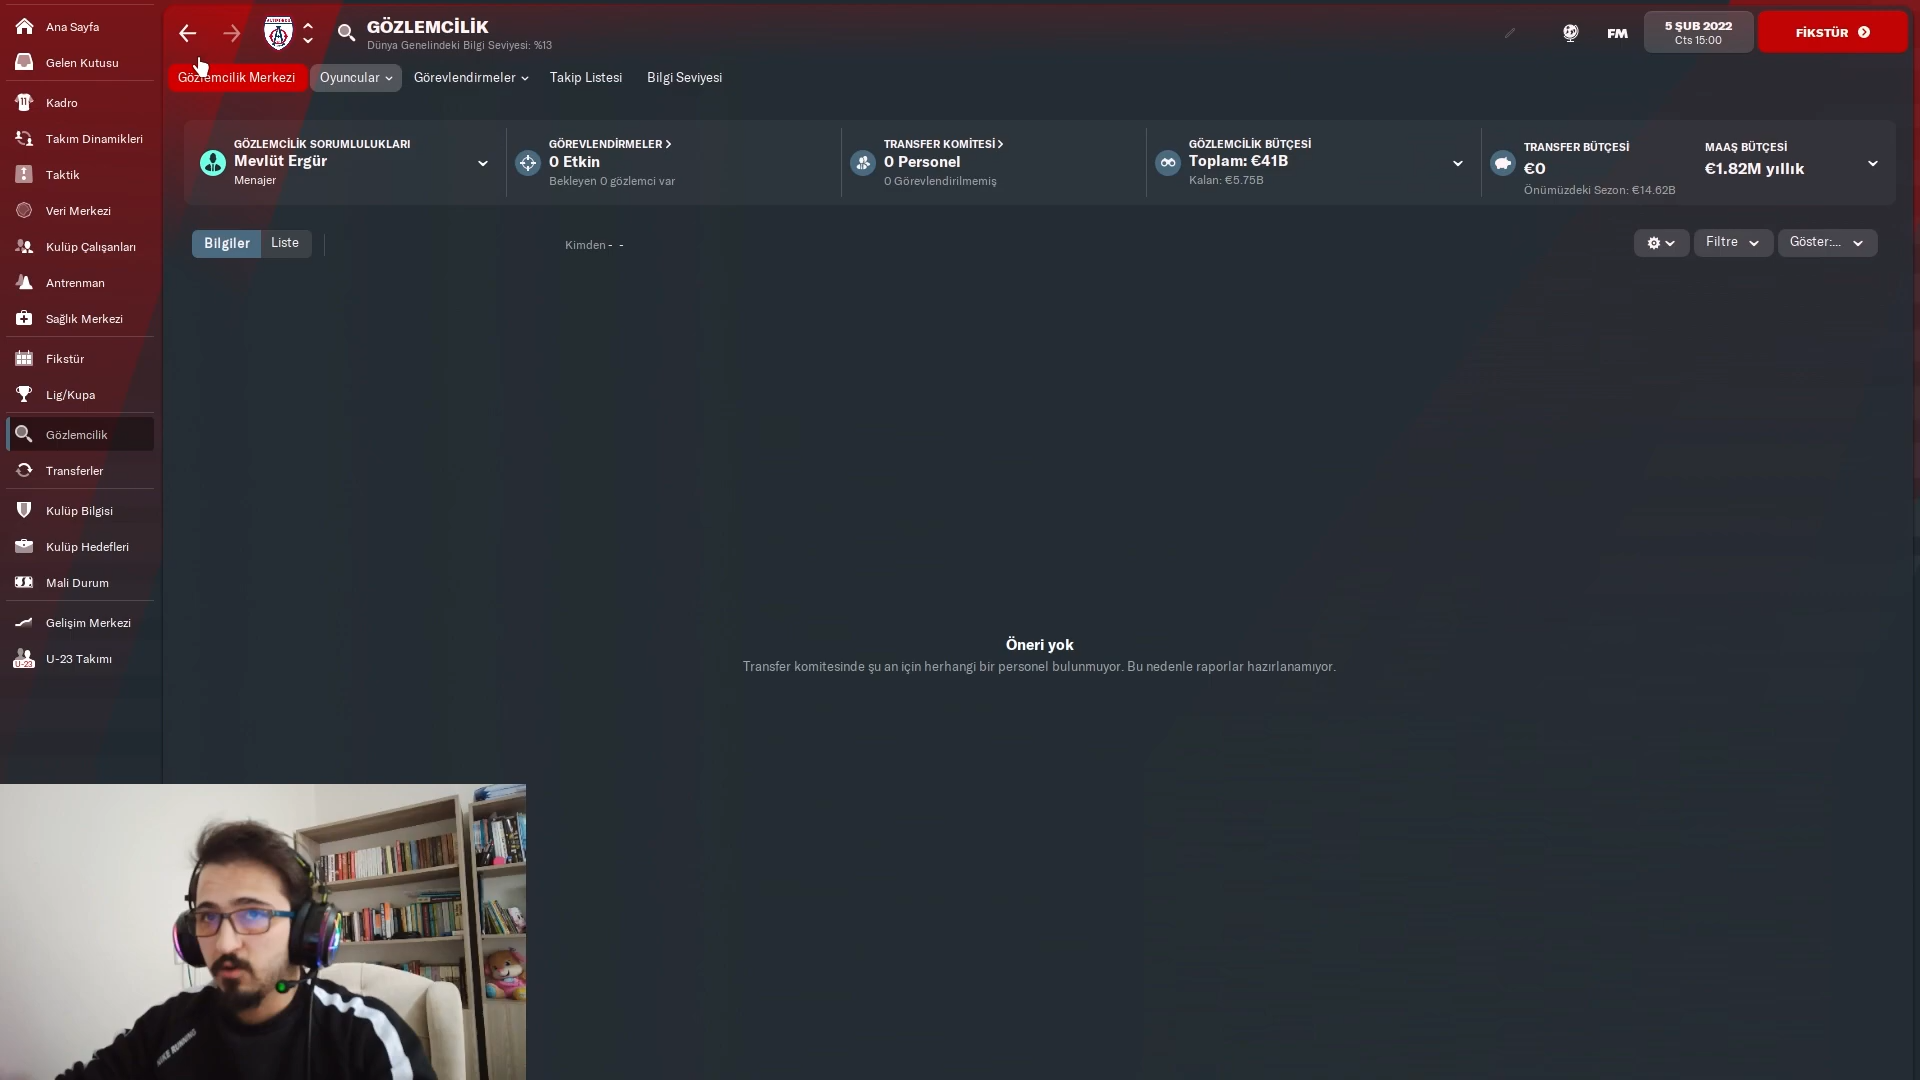 Ana Sayfa
Gelen Kutusu
Kadro
Takım Dinamikleri
Taktik
Veri Merkezi
Kulüp Çalışanları
Antrenman
Sağlık Merkezi
Fikstür
Lig/Kupa
Gözlemcilik
Transferler
Kulüp Bilgisi
Kulüp Hedefleri
Mali Durum
Gelişim Merkezi
U-23 Takımı
GÖZLEMCİLİK
Dünya Genelindeki Bilgi Seviyesi: %13
FM
5 ŞUB 2022
Cts 15:00
FİKSTÜR
Gözlemcilik Merkezi
Oyuncular
Görevlendirmeler
Takip Listesi
Bilgi Seviyesi
GÖZLEMCİLİK SORUMLULUKLARI
Mevlüt Ergür
Menajer
GÖREVLENDİRMELER
0 Etkin
Bekleyen 0 gözlemci var
TRANSFER KOMİTESİ
0 Personel
0 Görevlendirilmemiş
GÖZLEMCİLİK BÜTÇESİ
Toplam: €41B
Kalan: €5.75B
TRANSFER BÜTÇESİ
€0
Önümüzdeki Sezon: €14.62B
MAAŞ BÜTÇESİ
€1.82M yıllık
Bilgiler
Liste
Kimden - -
Filtre
Göster:...
Öneri yok
Transfer komitesinde şu an için herhangi bir personel bulunmuyor. Bu nedenle raporlar hazırlanamıyor.
NIKE RUNNING